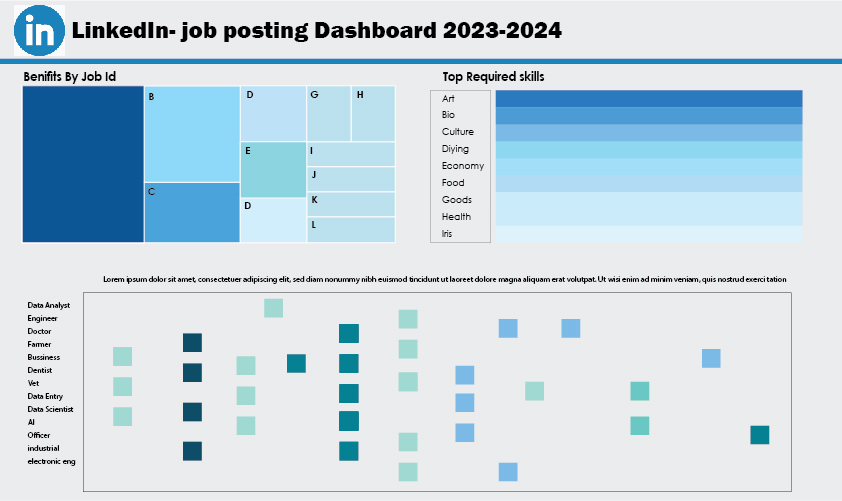 in
LinkedIn- job posting Dashboard 2023-2024
Benifits By Job Id
B
C
D
E
D
G
H
I
J
K
L
Top Required skills
Art
Bio
Culture
Diying
Economy
Food
Goods
Health
Iris
Lorem ipsum dolor sit amet, consectetuer adipiscing elit, sed diam nonummy nibh euismod tincidunt ut laoreet dolore magna aliquam erat volutpat. Ut wisi enim ad minim veniam, quis nostrud exerci tation
Data Analyst
Engineer
Doctor
Farmer
Bussiness
Dentist
Vet
Data Entry
Data Scientist
AI
Officer
industrial
electronic eng